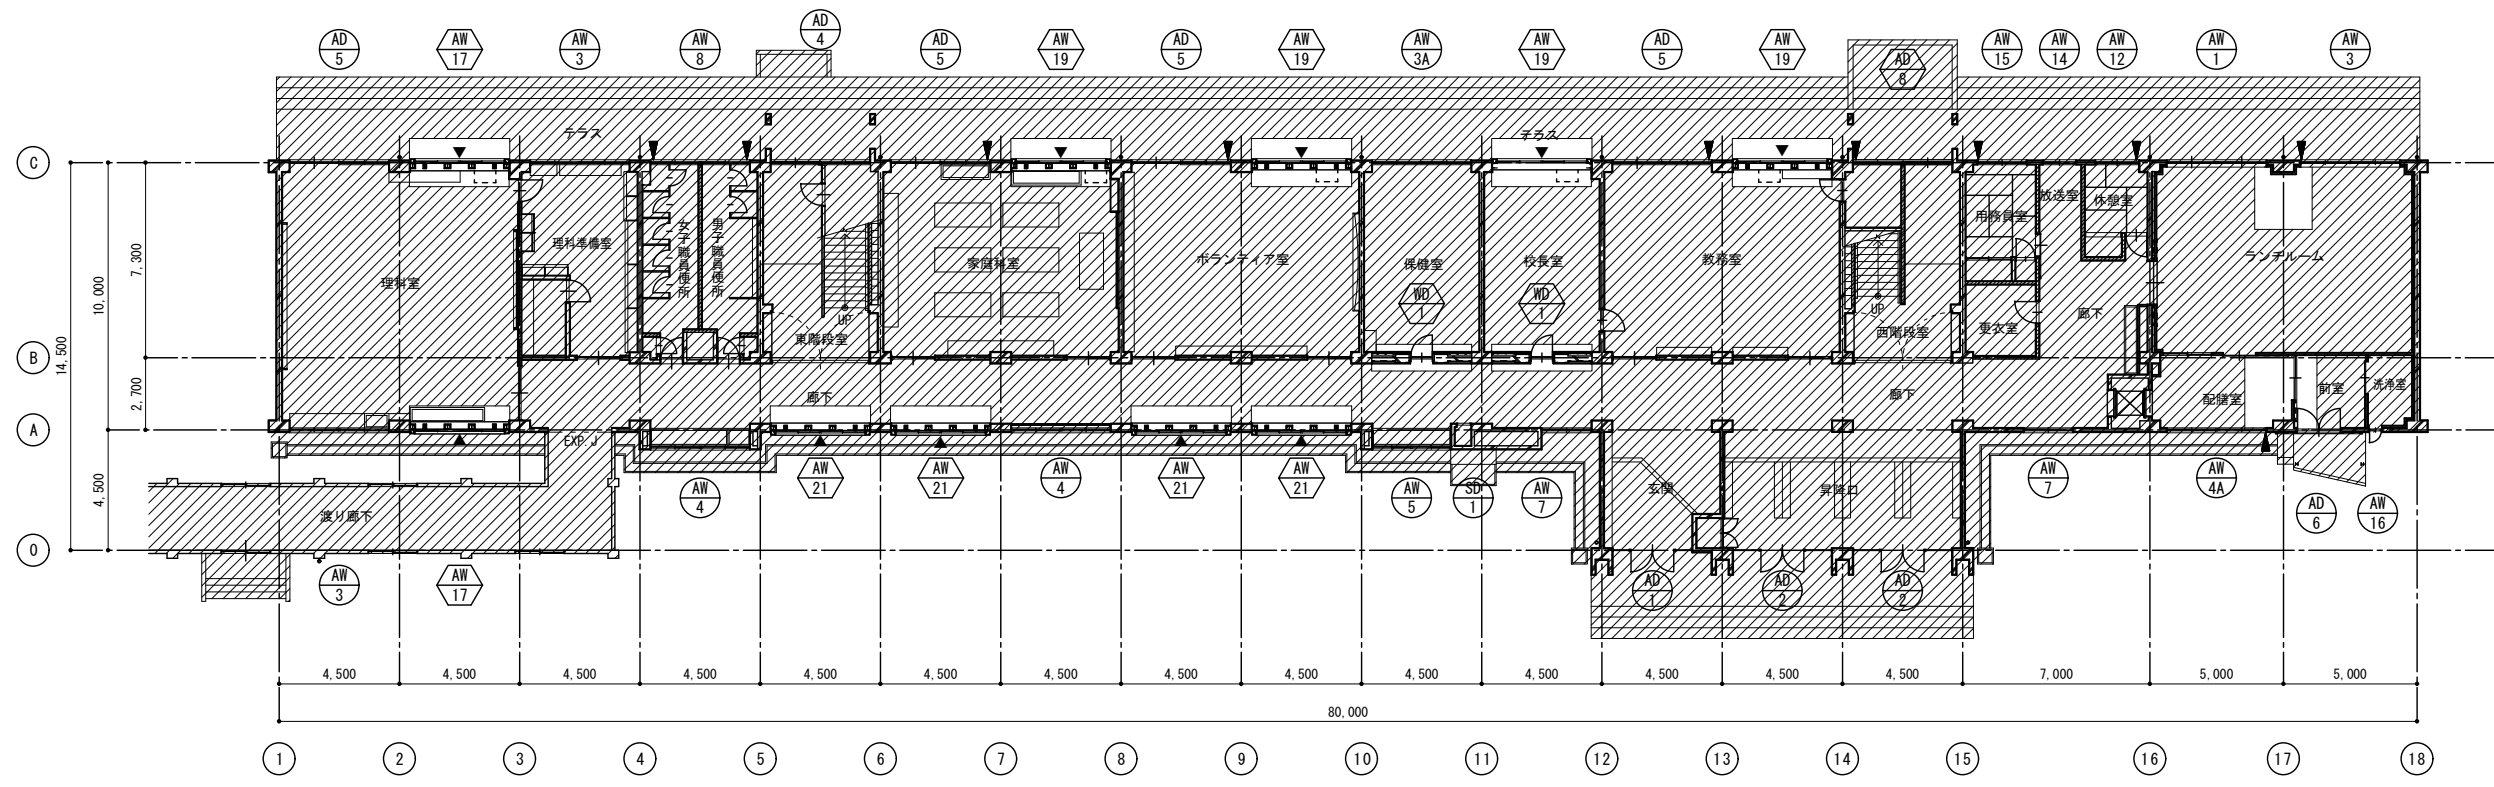 AD 5
AW 17
AW 3
AW 8
AD 4
AD 5
AW 19
AD 5
AW 19
AW 3A
AW 19
AD 5
AW 19
AD 8
AW 15
AW 14
AW 12
AW 1
AW 3
テラス
テラス
C
B
A
0
14,500
10,000
7,300
2,700
4,500
理科室
理科準備室
女子職員便所
男子職員便所
東階段室
UP
家庭科室
ボランティア室
保健室
WD 1
校長室
WD 1
教務室
UP
西階段室
用務員室
放送室
休憩室
更衣室
廊下
ランチルーム
廊下
廊下
配膳室
前室
洗浄室
EXP.J
渡り廊下
玄関
昇降口
AW 3
AW 17
AW 4
AW 21
AW 21
AW 4
AW 21
AW 21
AW 5
SD 1
AW 7
AD 1
AD 2
AD 2
AW 7
AW 4A
AD 6
AW 16
4,500
4,500
4,500
4,500
4,500
4,500
4,500
4,500
4,500
4,500
4,500
4,500
4,500
4,500
7,000
5,000
5,000
80,000
1
2
3
4
5
6
7
8
9
10
11
12
13
14
15
16
17
18